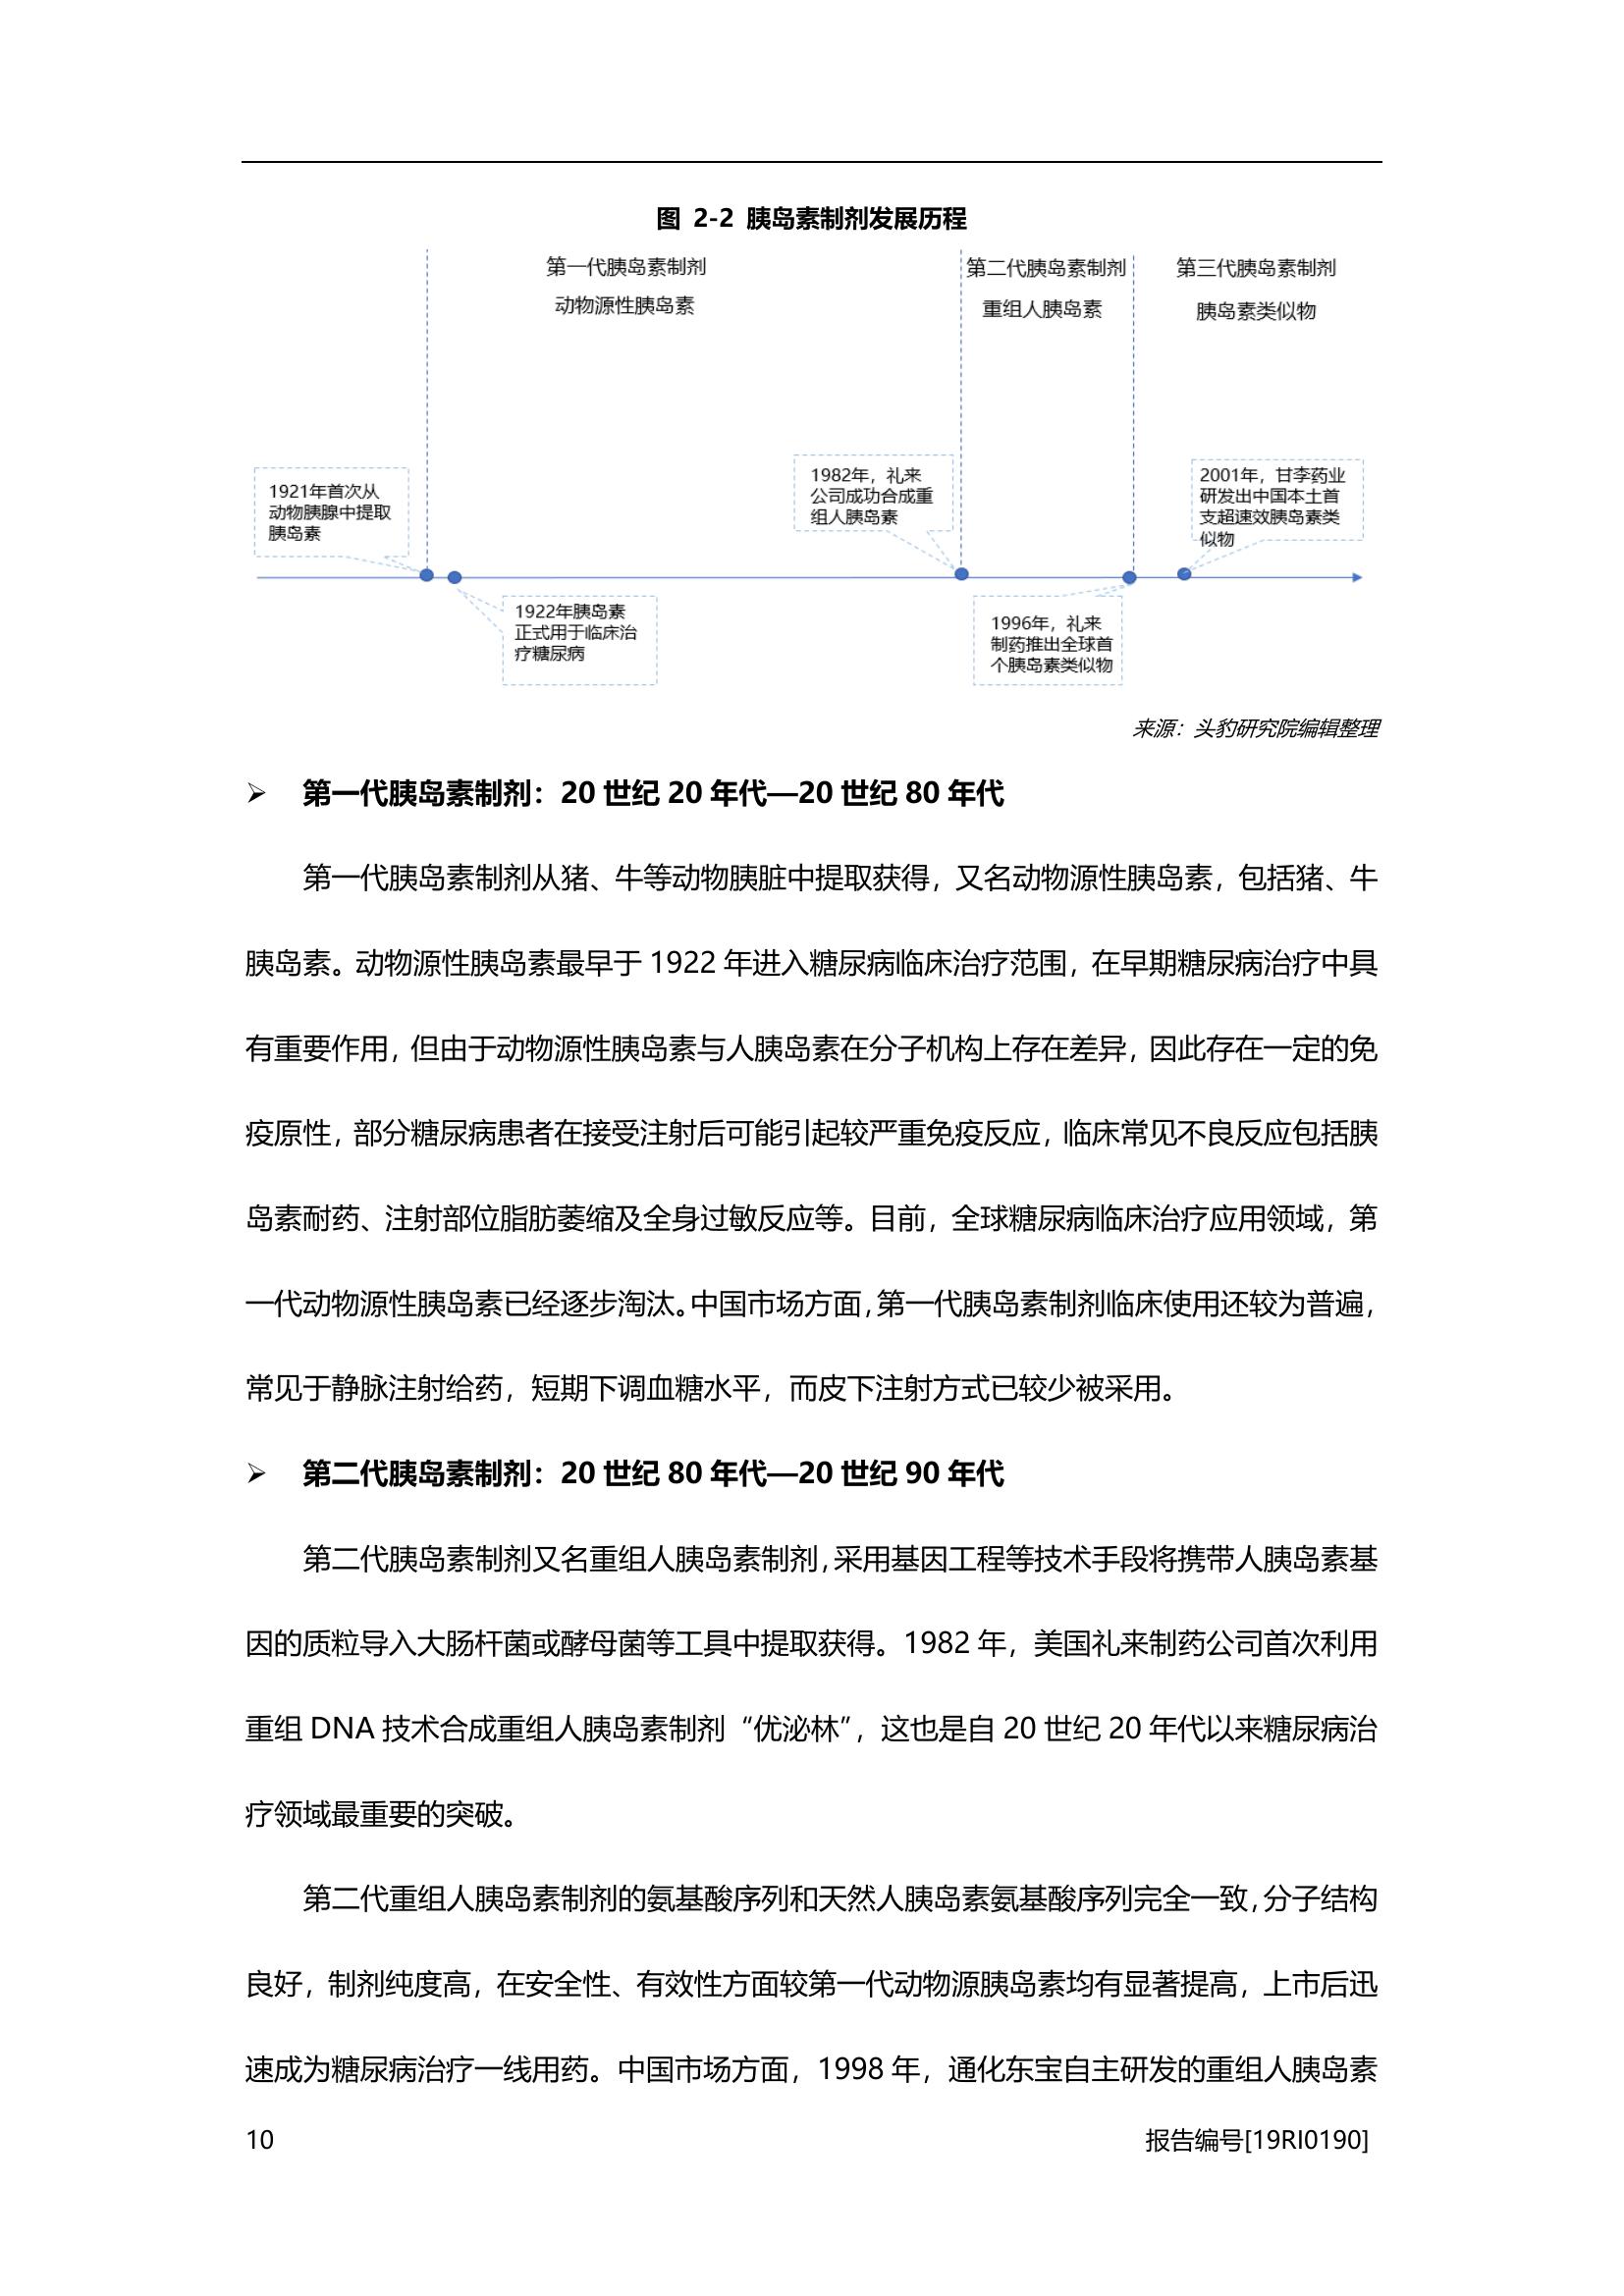 图 2-2 胰岛素制剂发展历程
第一代胰岛素制剂
动物源性胰岛素
第二代胰岛素制剂
重组人胰岛素
第三代胰岛素制剂
胰岛素类似物
1921年首次从
动物胰腺中提取
胰岛素
1922年胰岛素
正式用于临床治
疗糖尿病
1982年，礼来
公司成功合成重
组人胰岛素
1996年，礼来
制药推出全球首
个胰岛素类似物
2001年，甘李药业
研发出中国本土首
支超速效胰岛素类
似物
来源：头豹研究院编辑整理
➢ 第一代胰岛素制剂：20 世纪 20 年代—20 世纪 80 年代
第一代胰岛素制剂从猪、牛等动物胰脏中提取获得，又名动物源性胰岛素，包括猪、牛
胰岛素。动物源性胰岛素最早于 1922 年进入糖尿病临床治疗范围，在早期糖尿病治疗中具
有重要作用，但由于动物源性胰岛素与人胰岛素在分子机构上存在差异，因此存在一定的免
疫原性，部分糖尿病患者在接受注射后可能引起较严重免疫反应，临床常见不良反应包括胰
岛素耐药、注射部位脂肪萎缩及全身过敏反应等。目前，全球糖尿病临床治疗应用领域，第
一代动物源性胰岛素已经逐步淘汰。中国市场方面，第一代胰岛素制剂临床使用还较为普遍，
常见于静脉注射给药，短期下调血糖水平，而皮下注射方式已较少被采用。
➢ 第二代胰岛素制剂：20 世纪 80 年代—20 世纪 90 年代
第二代胰岛素制剂又名重组人胰岛素制剂，采用基因工程等技术手段将携带人胰岛素基
因的质粒导入大肠杆菌或酵母菌等工具中提取获得。1982 年，美国礼来制药公司首次利用
重组 DNA 技术合成重组人胰岛素制剂“优泌林”，这也是自 20 世纪 20 年代以来糖尿病治
疗领域最重要的突破。
第二代重组人胰岛素制剂的氨基酸序列和天然人胰岛素氨基酸序列完全一致，分子结构
良好，制剂纯度高，在安全性、有效性方面较第一代动物源胰岛素均有显著提高，上市后迅
速成为糖尿病治疗一线用药。中国市场方面，1998 年，通化东宝自主研发的重组人胰岛素
10
报告编号[19RI0190]